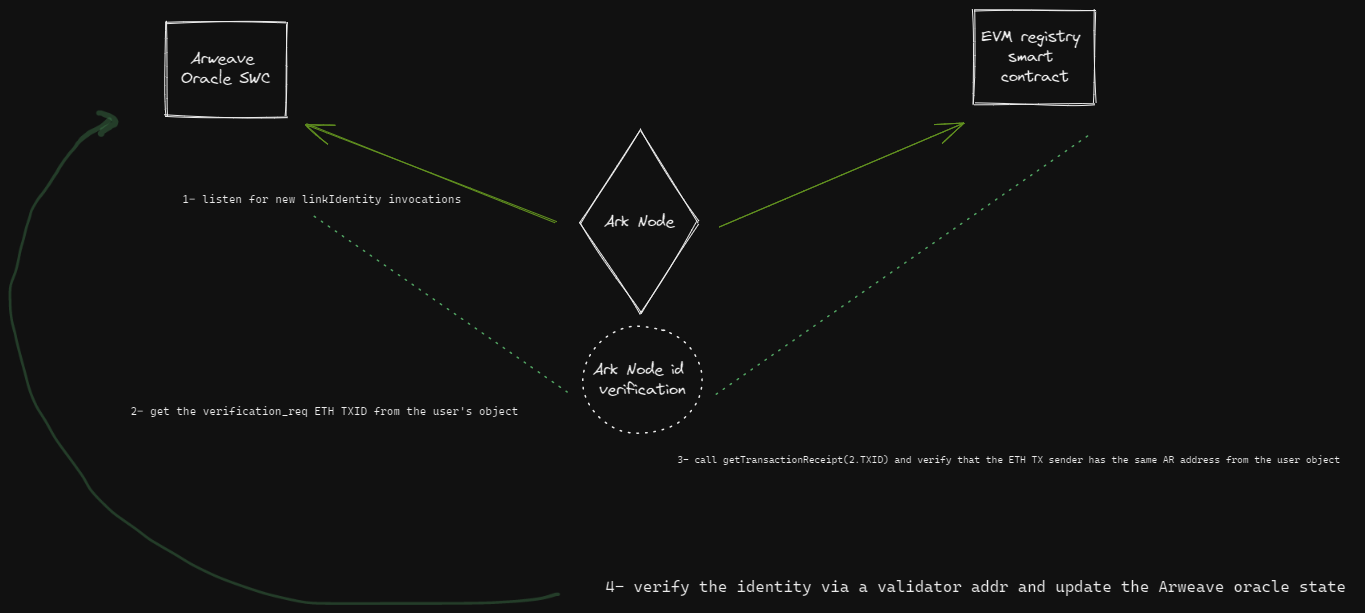 Arweave
Oracle SWC
EVM registry
smart
contract
1- listen for new linkIdentity invocations
Ark Node
Ark Node id
verification
2- get the verification_req ETH TXID from the user's object
3- call getTransactionReceipt(2.TXID) and verify that the ETH TX sender has the same AR address from the user object
4- verify the identity via a validator addr and update the Arweave oracle state